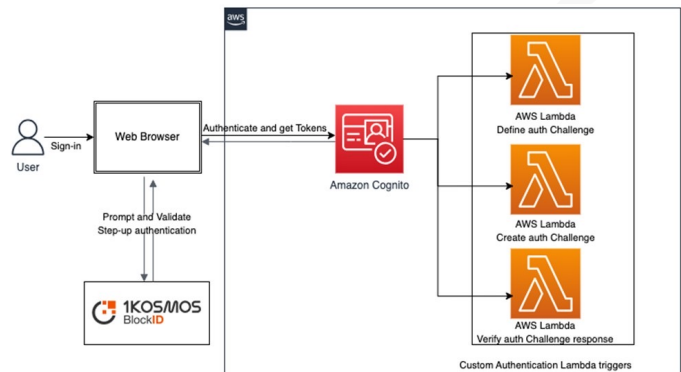 aws
Sign-in
User
Web Browser
Authenticate and get Tokens
Prompt and Validate
Step-up authentication
1KOSMOS
BlockID
Amazon Cognito
AWS Lambda
Define auth Challenge
AWS Lambda
Create auth Challenge
AWS Lambda
Verify auth Challenge response
Custom Authentication Lambda triggers